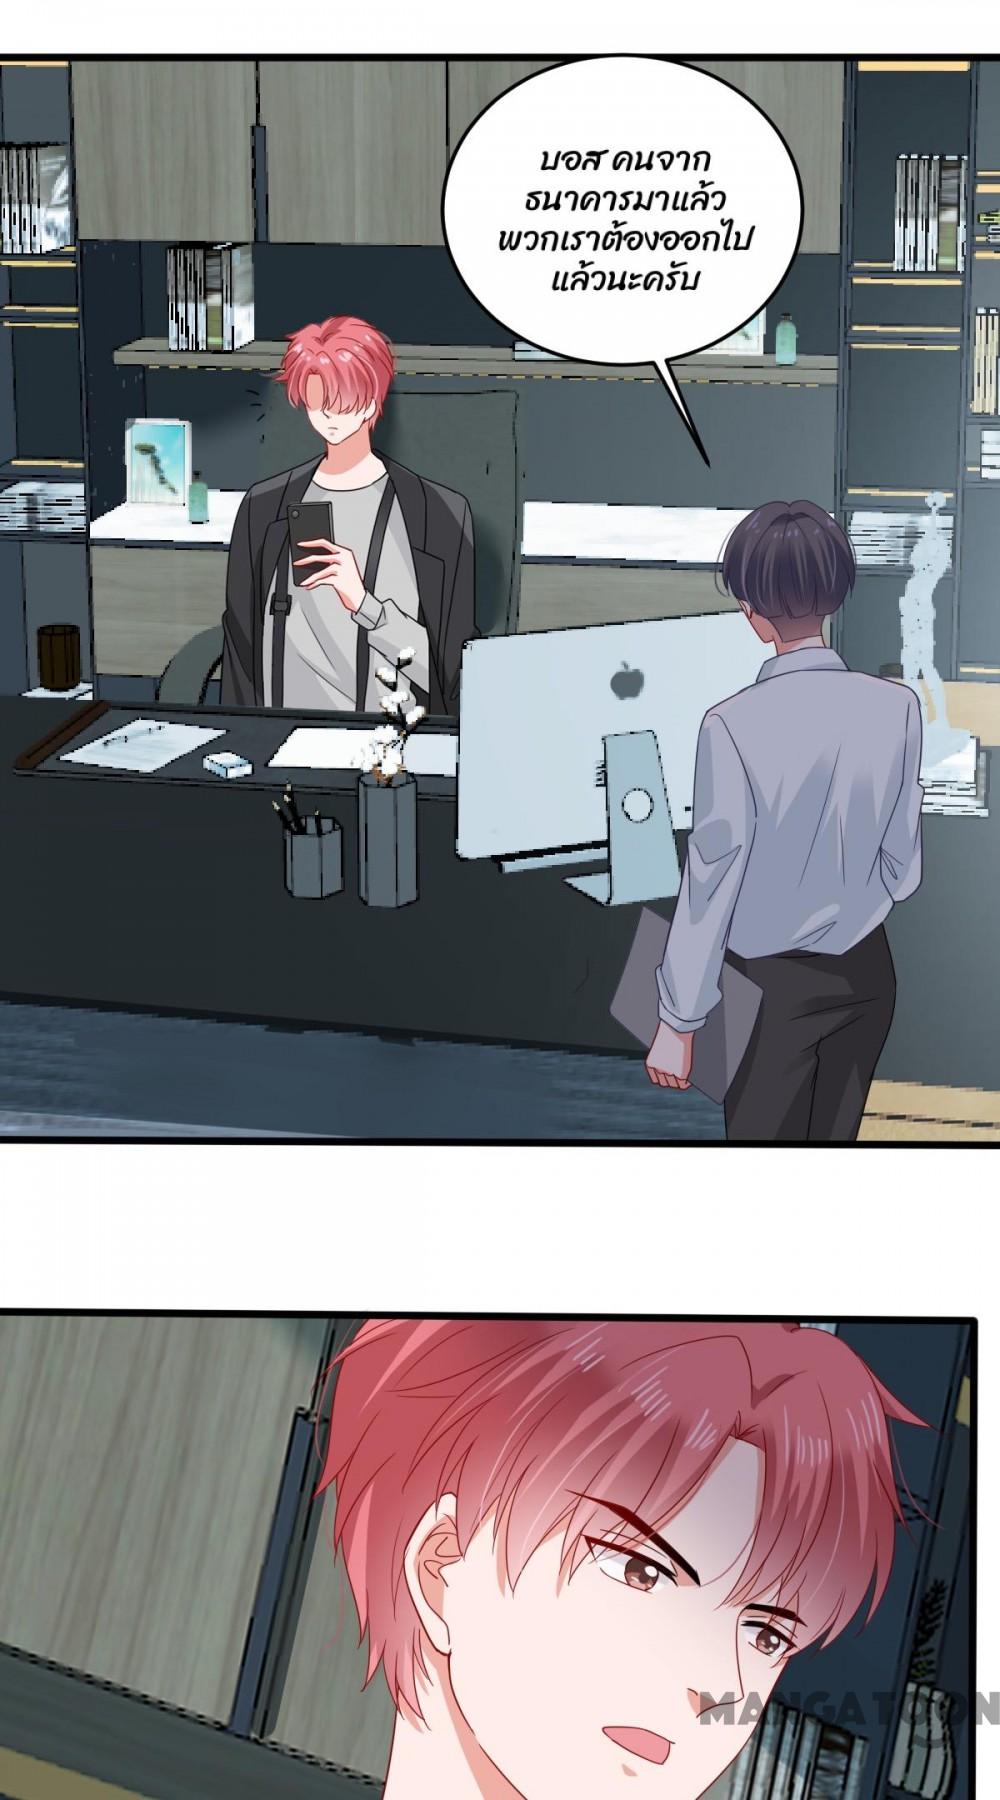 บอส คนจาก
ธนาคารมาแล้ว
พวกเราต้องออกไป
แล้วนะครับ
MANGATOON